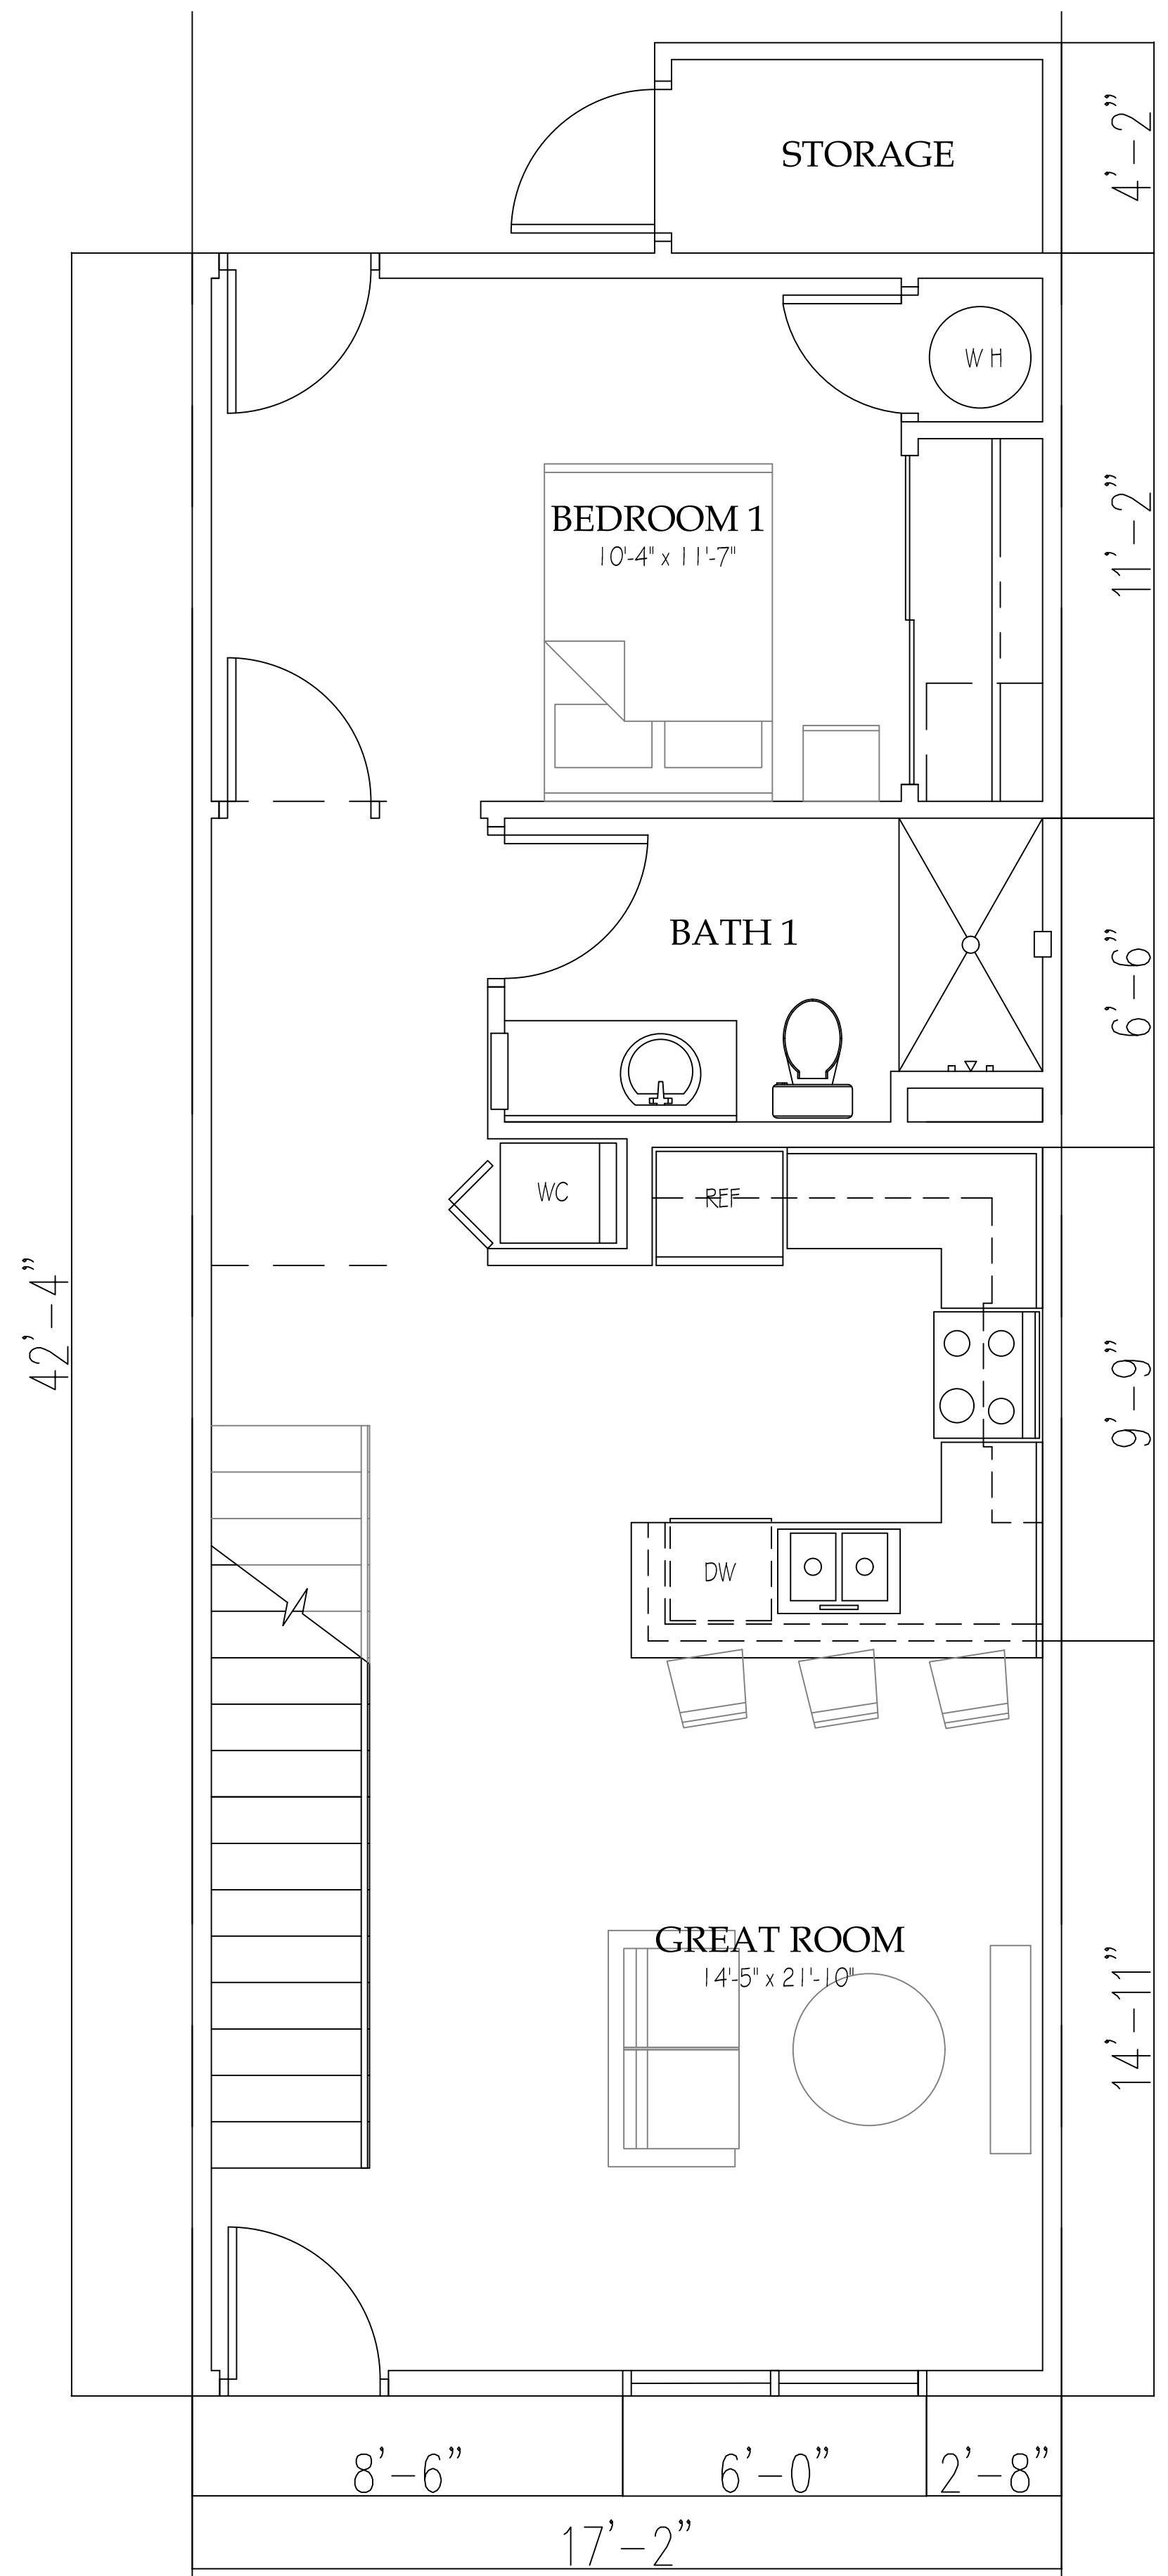 4'-2"
STORAGE
WH
11'-2"
BEDROOM 1
10'-4" x 11'-7"
BATH 1
6'-6"
WC
REF
42'-4"
9'-9"
DW
GREAT ROOM
14'-5" x 21'-10"
14'-11"
8'-6"
6'-0"
2'-8"
17'-2"